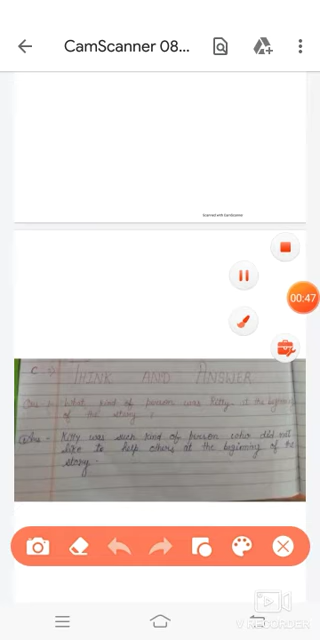 CamScanner 08...
Scanned with CamScanner
00:47
C
THINK AND ANSWER
Ques 1- What kind of person was Kitty at the beginning
of the story ?
Ans - Kitty was such kind of person who did not
like to help others at the beginning of the
story.
V RECORDER